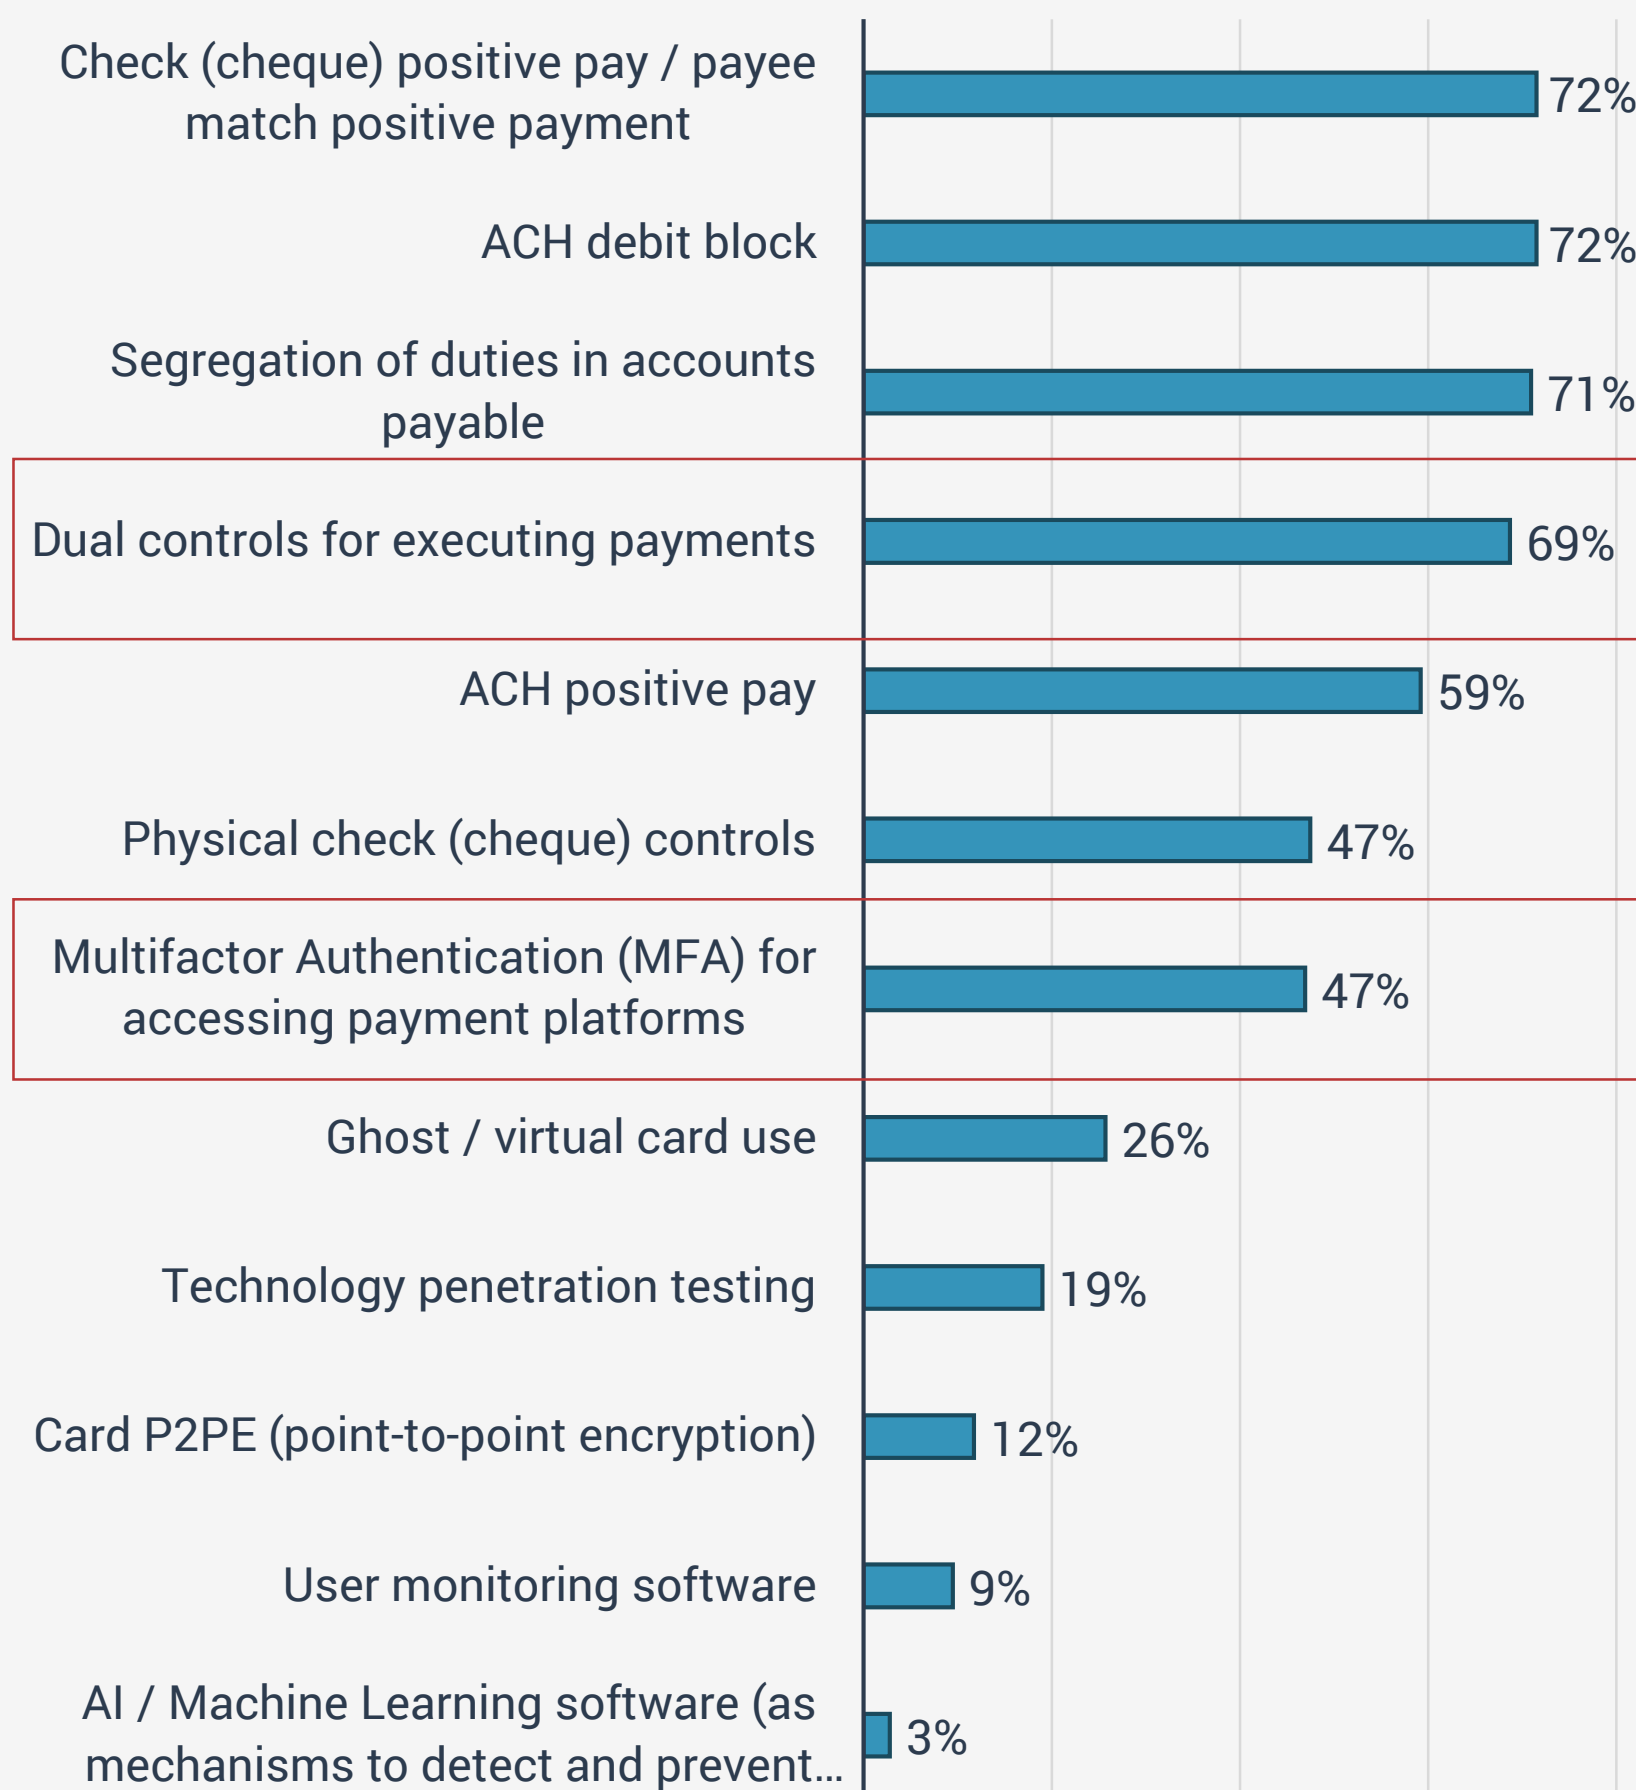 Check (cheque) positive pay / payee
match positive payment
72%
ACH debit block
72%
Segregation of duties in accounts
payable
71%
Dual controls for executing payments
69%
ACH positive pay
59%
Physical check (cheque) controls
47%
Multifactor Authentication (MFA) for
accessing payment platforms
47%
Ghost / virtual card use
26%
Technology penetration testing
19%
Card P2PE (point-to-point encryption)
12%
User monitoring software
9%
AI / Machine Learning software (as
mechanisms to detect and prevent...
3%